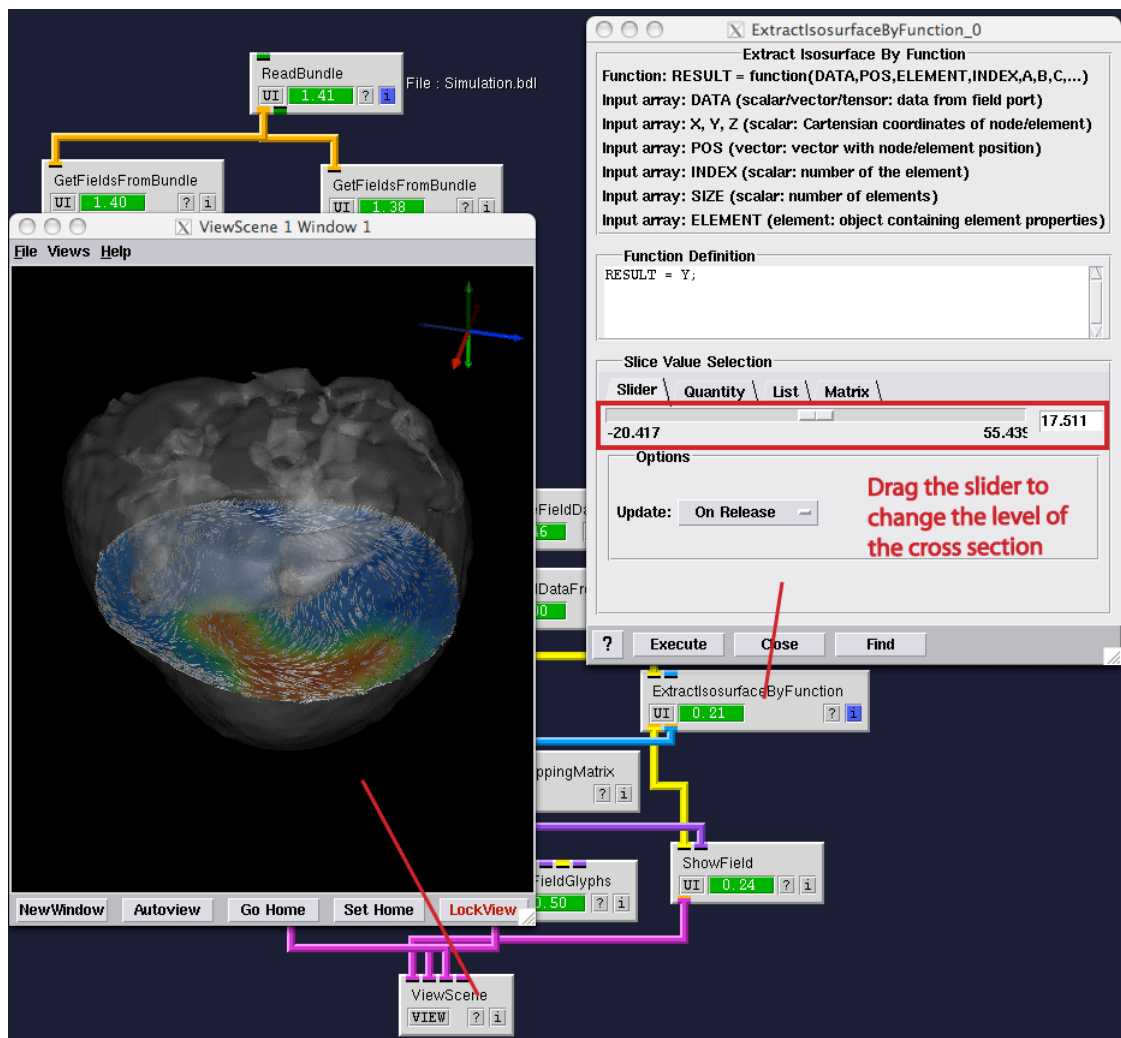 ReadBundle
UI 1.41 ? i
File : Simulation.bdl
GetFieldsFromBundle
UI 1.40 ? i
GetFieldsFromBundle
UI 1.38 ? i
X ViewScene 1 Window 1
File Views Help
NewWindow Autoview Go Home Set Home LockView
X ExtractIsosurfaceByFunction_0
Extract Isosurface By Function
Function: RESULT = function(DATA,POS,ELEMENT,INDEX,A,B,C,...)
Input array: DATA (scalar/vector/tensor: data from field port)
Input array: X, Y, Z (scalar: Cartensian coordinates of node/element)
Input array: POS (vector: vector with node/element position)
Input array: INDEX (scalar: number of the element)
Input array: SIZE (scalar: number of elements)
Input array: ELEMENT (element: object containing element properties)
Function Definition
RESULT = Y;
Slice Value Selection
Slider Quantity List Matrix
-20.417 55.439 17.511
Options
Update: On Release
Drag the slider to
change the level of
the cross section
? Execute Close Find
eFieldDa
lDataFro
ExtractIsosurfaceByFunction
UI 0.21 ? i
ppingMatrix
? i
ShowField
UI 0.24 ? i
FieldGlyphs
0.50 ? i
ViewScene
VIEW ? i